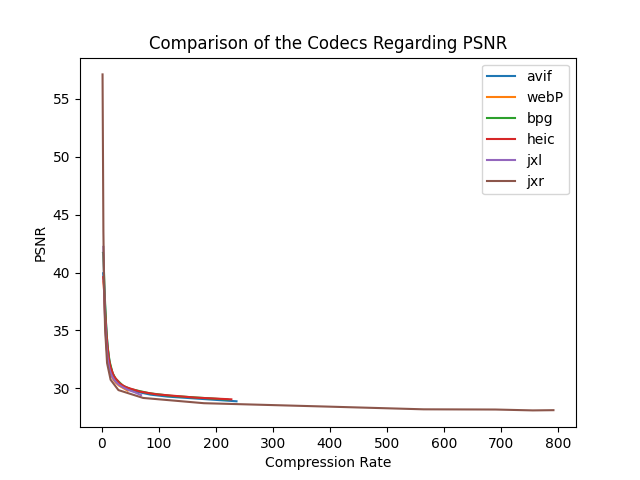 Comparison of the Codecs Regarding PSNR
avif
webP
bpg
heic
jxl
jxr
PSNR
55
50
45
40
35
30
0 100 200 300 400 500 600 700 800
Compression Rate